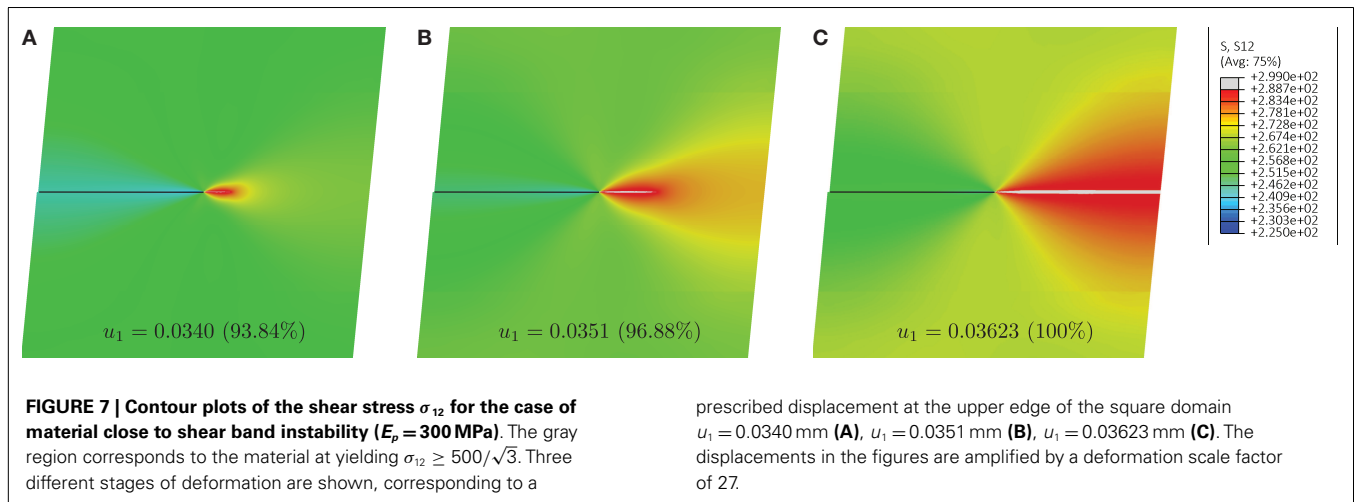 A
B
C
S, S12
(Avg: 75%)
+2.990e+02
+2.887e+02
+2.834e+02
+2.781e+02
+2.728e+02
+2.674e+02
+2.621e+02
+2.568e+02
+2.515e+02
+2.462e+02
+2.409e+02
+2.356e+02
+2.303e+02
+2.250e+02
u₁ = 0.0340 (93.84%)
u₁ = 0.0351 (96.88%)
u₁ = 0.03623 (100%)
FIGURE 7 | Contour plots of the shear stress σ₁₂ for the case of
material close to shear band instability (Eₚ = 300 MPa). The gray
region corresponds to the material at yielding σ₁₂ ≥ 500/√3. Three
different stages of deformation are shown, corresponding to a
prescribed displacement at the upper edge of the square domain
u₁ = 0.0340 mm (A), u₁ = 0.0351 mm (B), u₁ = 0.03623 mm (C). The
displacements in the figures are amplified by a deformation scale factor
of 27.